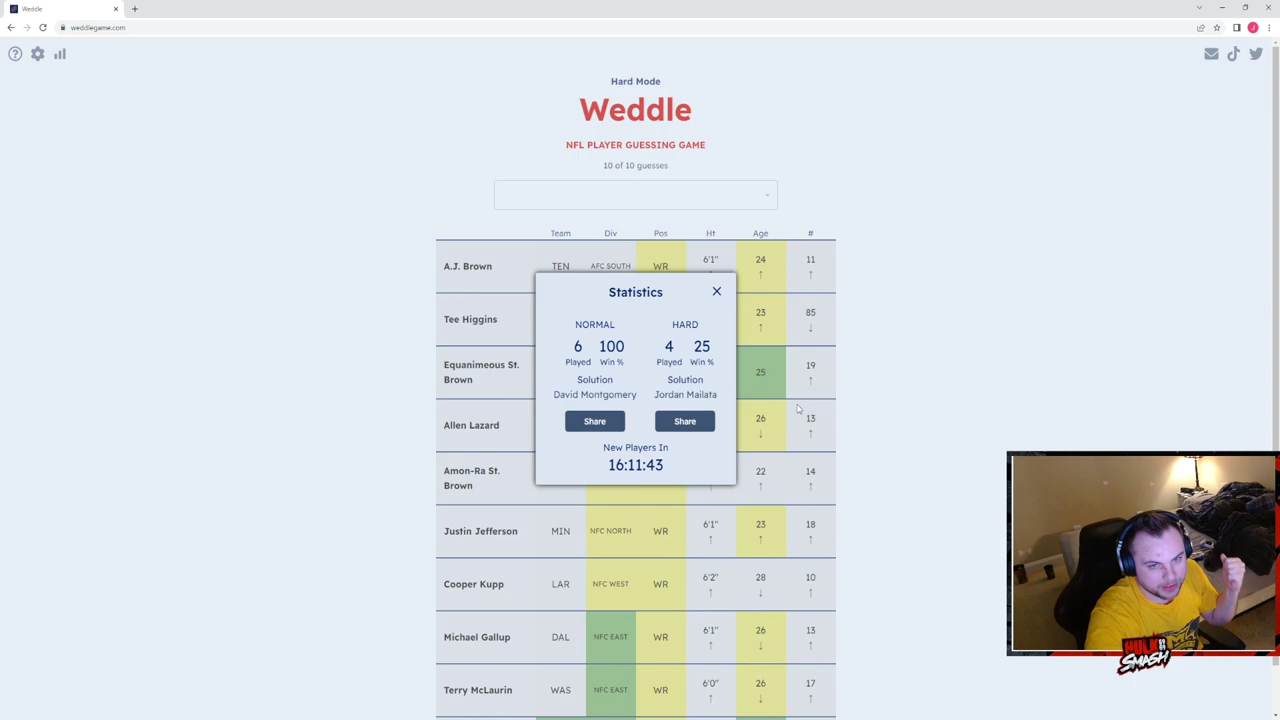 Weddle
weddlegame.com
Hard Mode
Weddle
NFL PLAYER GUESSING GAME
10 of 10 guesses
Team Div Pos Ht Age #
A.J. Brown TEN AFC SOUTH WR 6'1" 24 ↑ 11 ↑
Statistics
NORMAL HARD
6 100 4 25
Played Win % Played Win %
Solution Solution
David Montgomery Jordan Mailata
Share Share
New Players In
16:11:43
Tee Higgins 23 ↑ 85 ↓
Equanimeous St.
Brown 25 19 ↑
Allen Lazard 26 ↓ 13 ↑
Amon-Ra St.
Brown 22 ↑ 14 ↑
Justin Jefferson MIN NFC NORTH WR 6'1" ↑ 23 ↑ 18 ↑
Cooper Kupp LAR NFC WEST WR 6'2" ↑ 28 ↓ 10 ↑
Michael Gallup DAL NFC EAST WR 6'1" ↑ 26 ↓ 13 ↑
Terry McLaurin WAS NFC EAST WR 6'0" ↑ 26 ↓ 17 ↑
HULK
SMASH